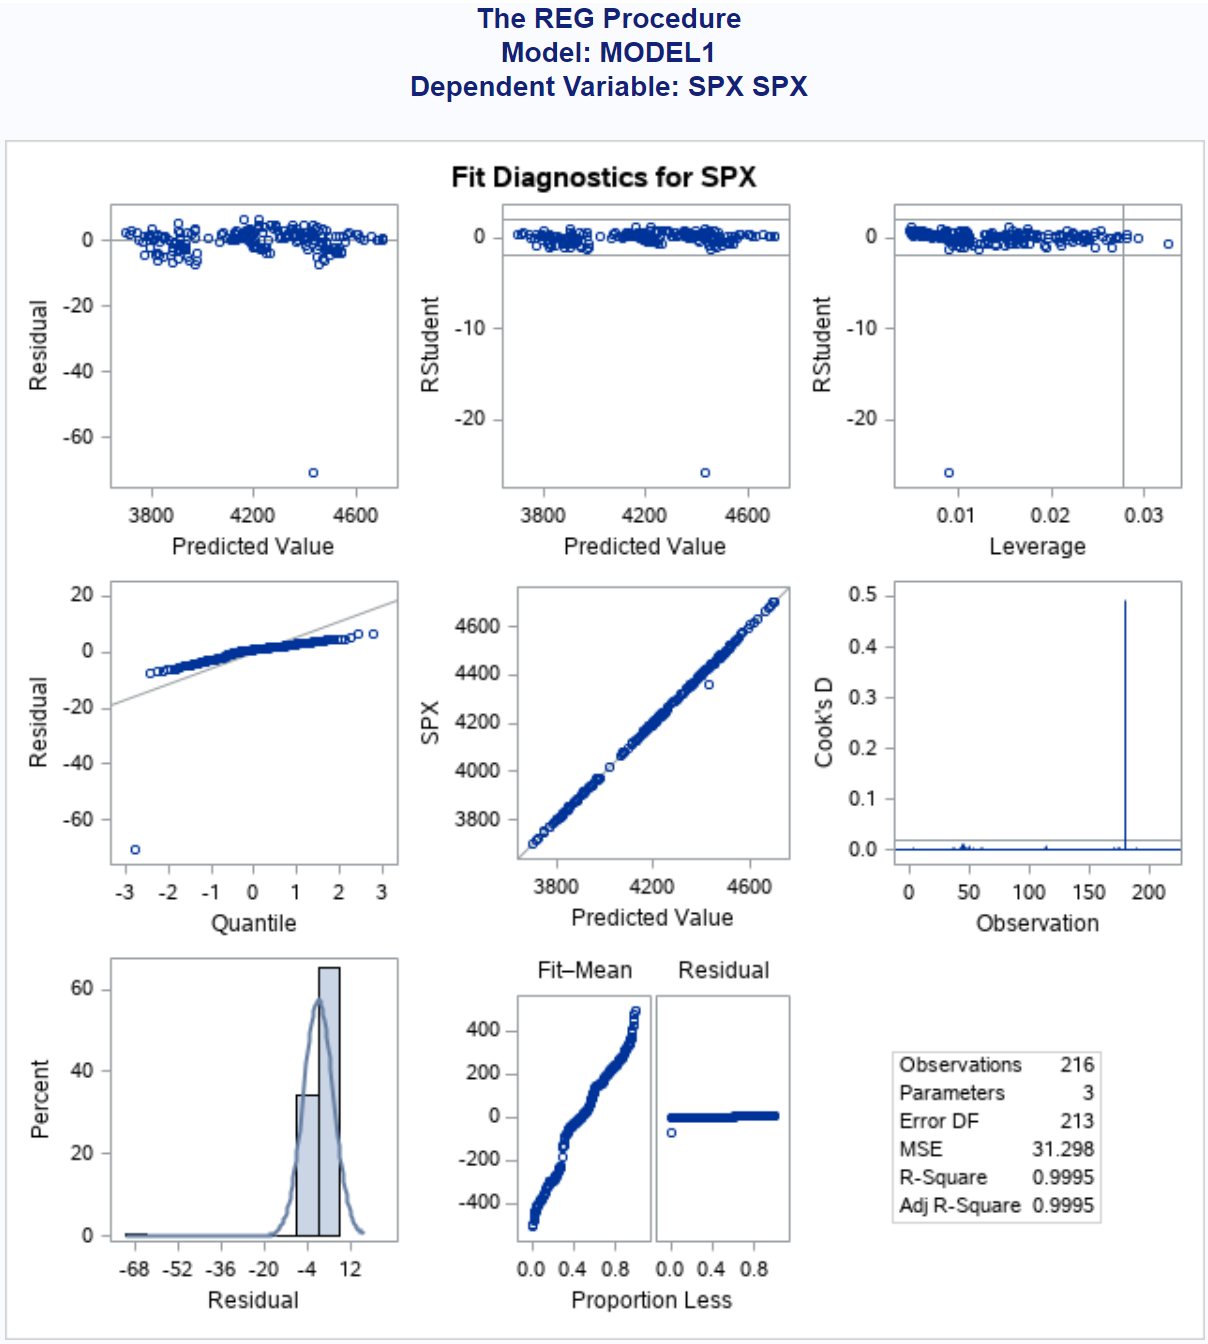 The REG Procedure
Model: MODEL1
Dependent Variable: SPX SPX
Fit Diagnostics for SPX
0
-20
-40
-60
Residual
3800 4200 4600
Predicted Value
0
-10
-20
RStudent
3800 4200 4600
Predicted Value
0
-10
-20
RStudent
0.01 0.02 0.03
Leverage
20
0
-20
-40
-60
Residual
-3 -2 -1 0 1 2 3
Quantile
4600
4400
4200
4000
3800
SPX
3800 4200 4600
Predicted Value
0.5
0.4
0.3
0.2
0.1
0.0
Cook's D
0 50 100 150 200
Observation
60
40
20
0
Percent
-68 -52 -36 -20 -4 12
Residual
Fit–Mean Residual
400
200
0
-200
-400
0.0 0.4 0.8 0.0 0.4 0.8
Proportion Less
Observations 216
Parameters 3
Error DF 213
MSE 31.298
R-Square 0.9995
Adj R-Square 0.9995